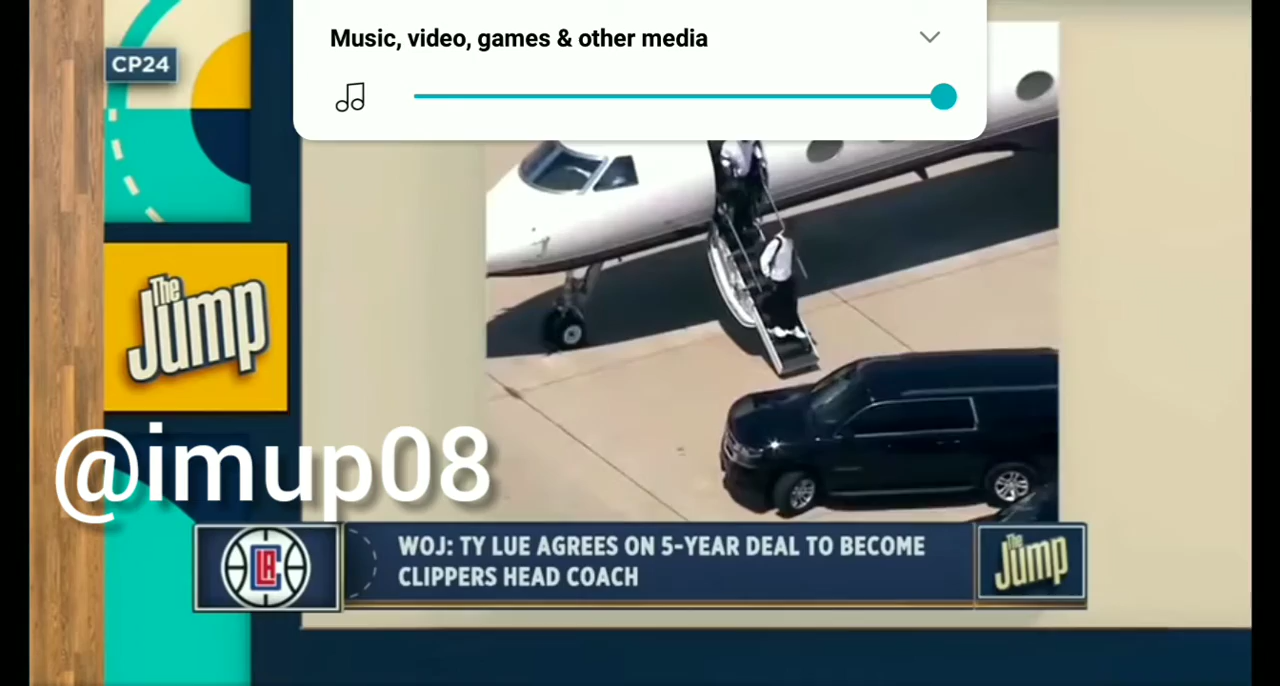 Music, video, games & other media
CP24
The
Jump
@imup08
LA
WOJ: TY LUE AGREES ON 5-YEAR DEAL TO BECOME
CLIPPERS HEAD COACH
The
Jump